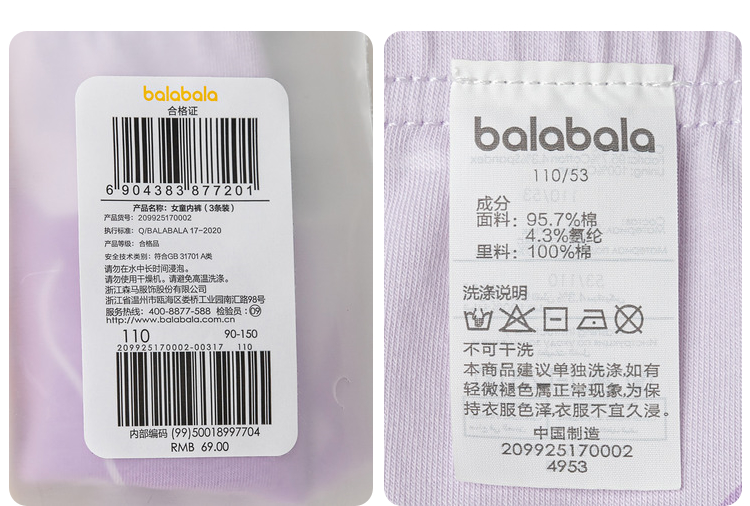 balabala
合格证
6 904383 877201
产品名称：女童内裤（3条装）
产品货号：209925170002
执行标准：Q/BALABALA 17-2020
产品等级：合格品
安全技术类别：符合GB 31701 A类
请勿在水中长时间浸泡。
请勿使用干燥机。请避免高温洗涤。
浙江森马服饰股份有限公司
浙江省温州市瓯海区娄桥工业园南汇路98号
服务热线：400-8877-588 检验员：09
http://www.balabala.com.cn
110 90-150
209925170002-00317 110
内部编码 (99)50018997704
RMB 69.00
balabala
110/53
成分
面料：95.7%棉
4.3%氨纶
里料：100%棉
洗涤说明
不可干洗
本商品建议单独洗涤,如有
轻微褪色属正常现象,为保
持衣服色泽,衣服不宜久浸。
中国制造
209925170002
4953